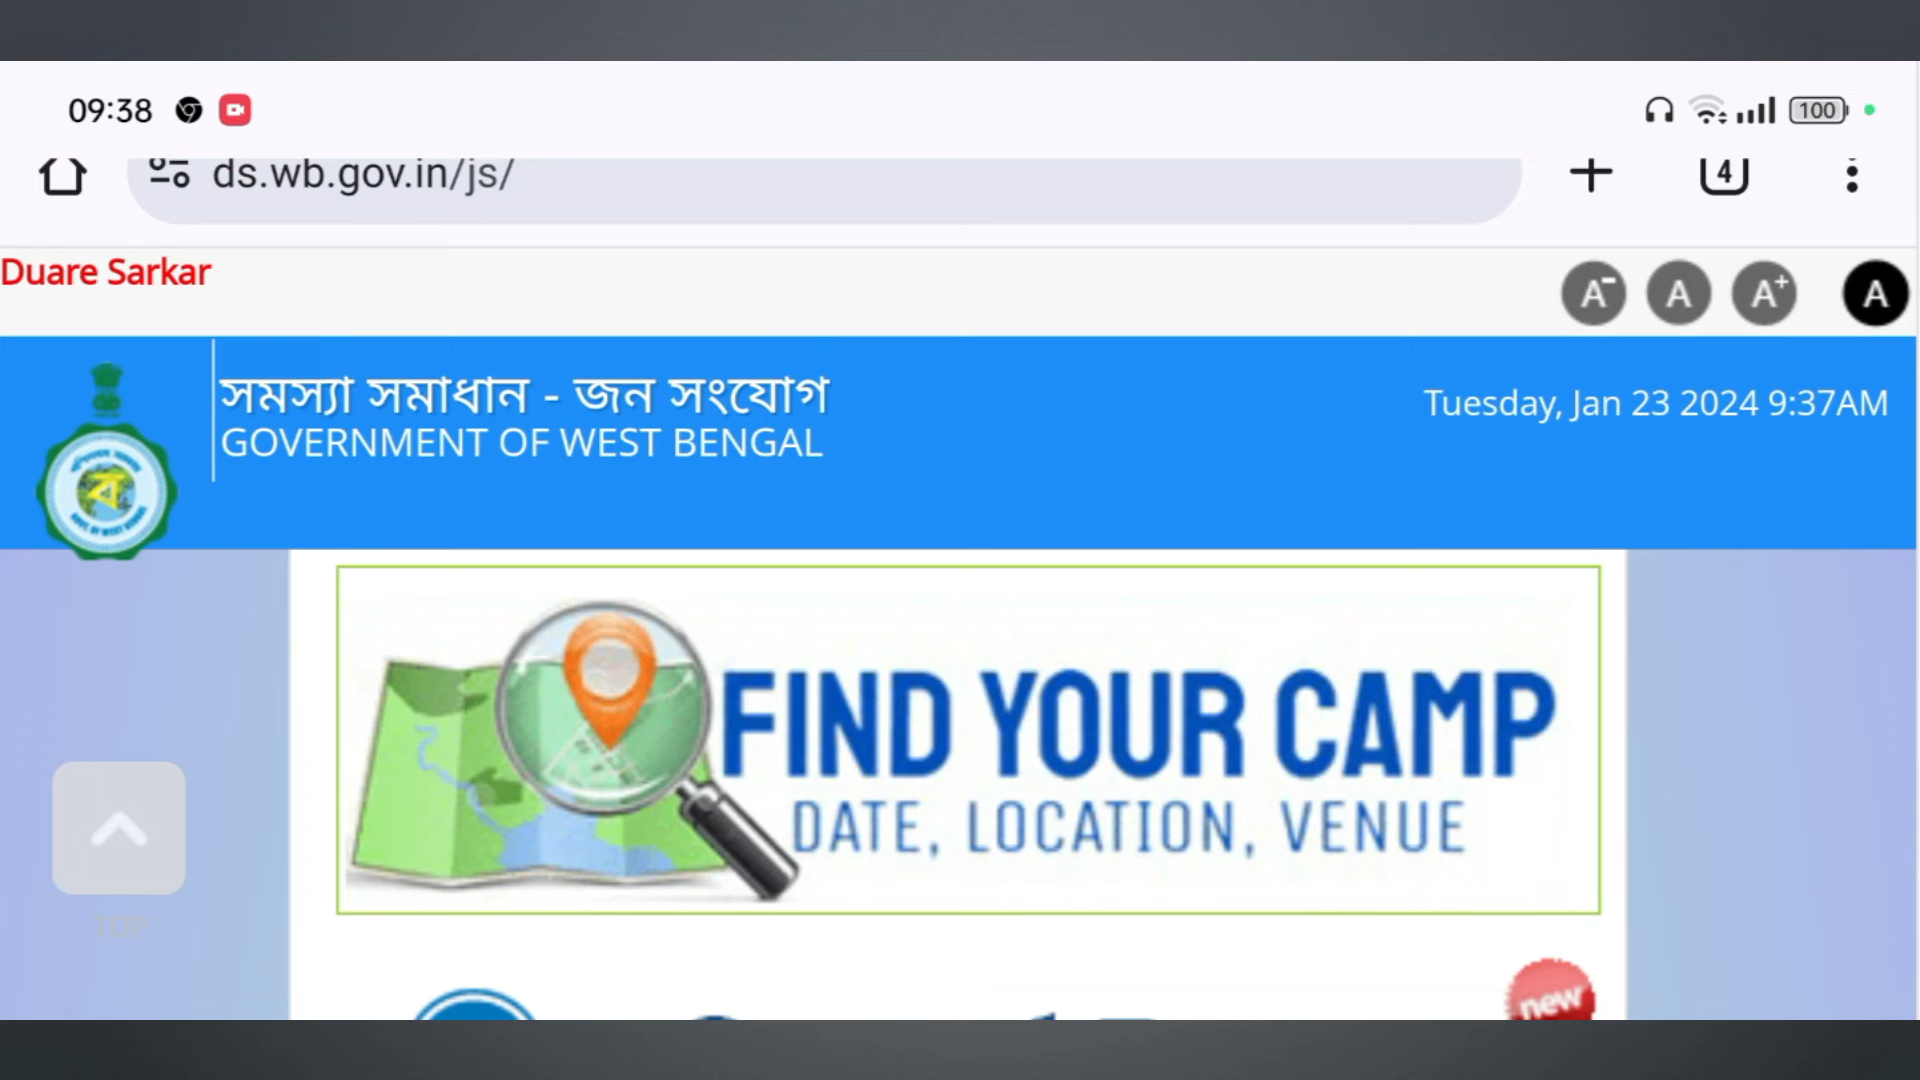 09:38
100
ds.wb.gov.in/js/
4
Duare Sarkar
A- A A+ A
সমস্যা সমাধান - জন সংযোগ
GOVERNMENT OF WEST BENGAL
Tuesday, Jan 23 2024 9:37AM
ব
FIND YOUR CAMP
DATE, LOCATION, VENUE
TOP
new